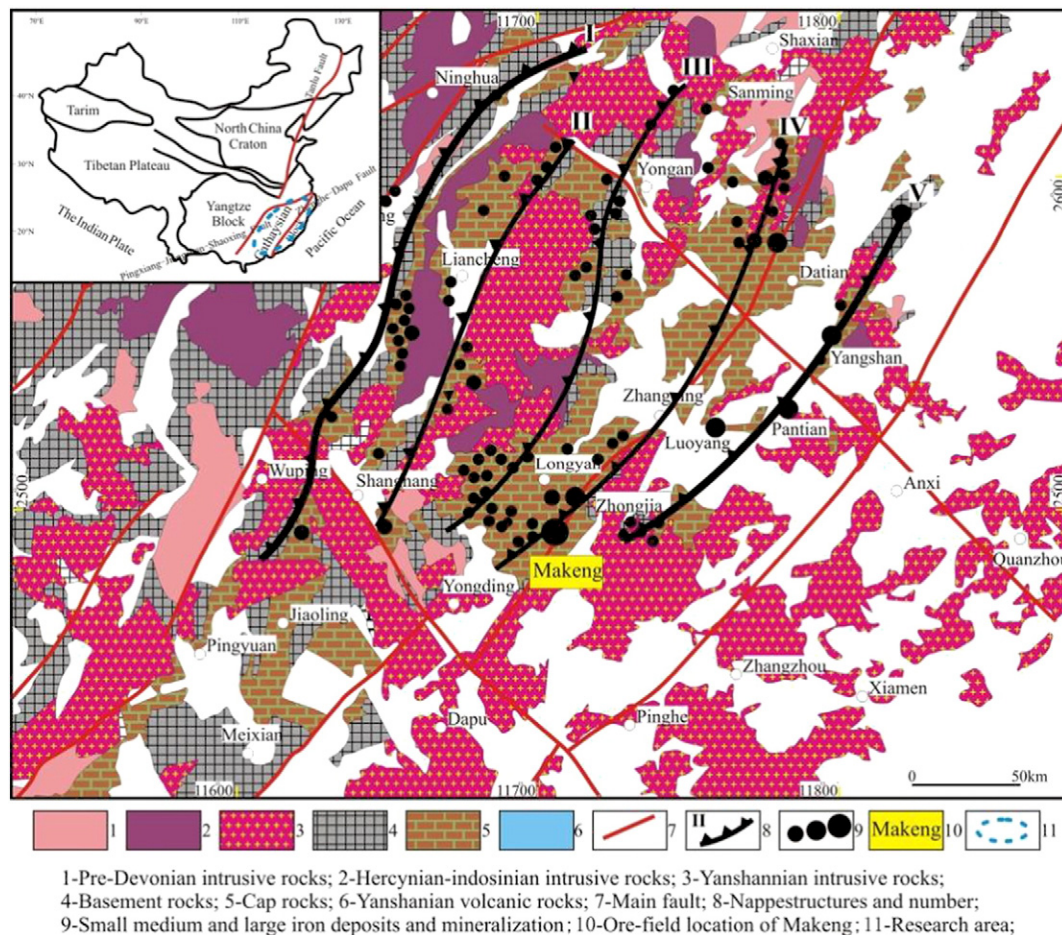 70°E
90°E
110°E
130°E
11700
11800
I
Shaxian
Ninghua
III
Sanming
Tanlu Fault
40°N
Tarim
North China
Craton
II
IV
30°N
Tibetan Plateau
Yongan
2600
Yangtze
Block
Dapu Fault
V
The Indian Plate
20°N
Pacific Ocean
Liancheng
Datian
Yangshan
Zhangping
Luoyang
Pantian
Wuping
Longyan
2500
Shanghang
Anxi
2500
Zhongjia
Quanzhou
Makeng
Yongding
Jiaoling
Pingyuan
Zhangzhou
Xiamen
Dapu
Pinghe
Meixian
0 50km
11600
11700
11800
1 2 3 4 5 6 7 II 8 9 Makeng 10 11
1-Pre-Devonian intrusive rocks; 2-Hercynian-indosinian intrusive rocks; 3-Yanshannian intrusive rocks;
4-Basement rocks; 5-Cap rocks; 6-Yanshanian volcanic rocks; 7-Main fault; 8-Nappestructures and number;
9-Small medium and large iron deposits and mineralization; 10-Ore-field location of Makeng; 11-Research area;